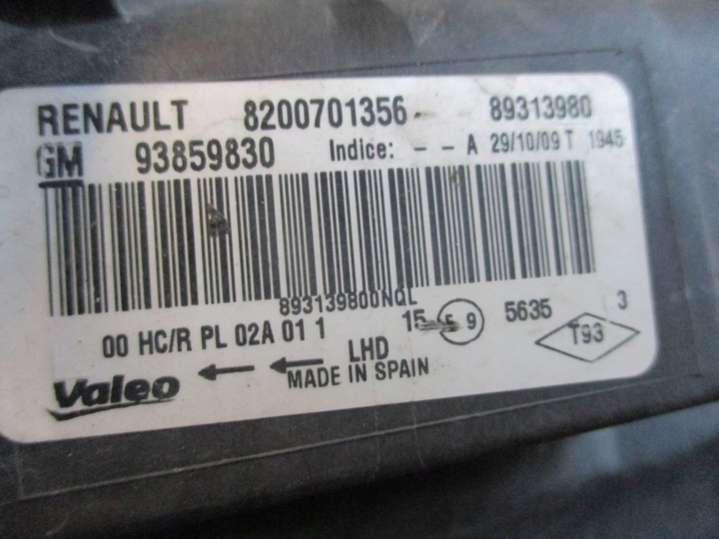 RENAULT 8200701356 89313980
GM 93859830 Indice: - - A 29/10/09 T 1945
893139800NQL
00 HC/R PL 02A 01 1 15 9 5635 3
T93
LHD
Valeo MADE IN SPAIN